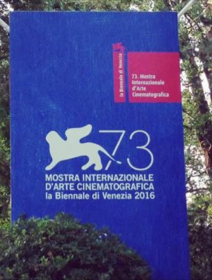 la Biennale di Venezia
73. Mostra
Internazionale
d'Arte
Cinematografica
73
MOSTRA INTERNAZIONALE
D'ARTE CINEMATOGRAFICA
la Biennale di Venezia 2016